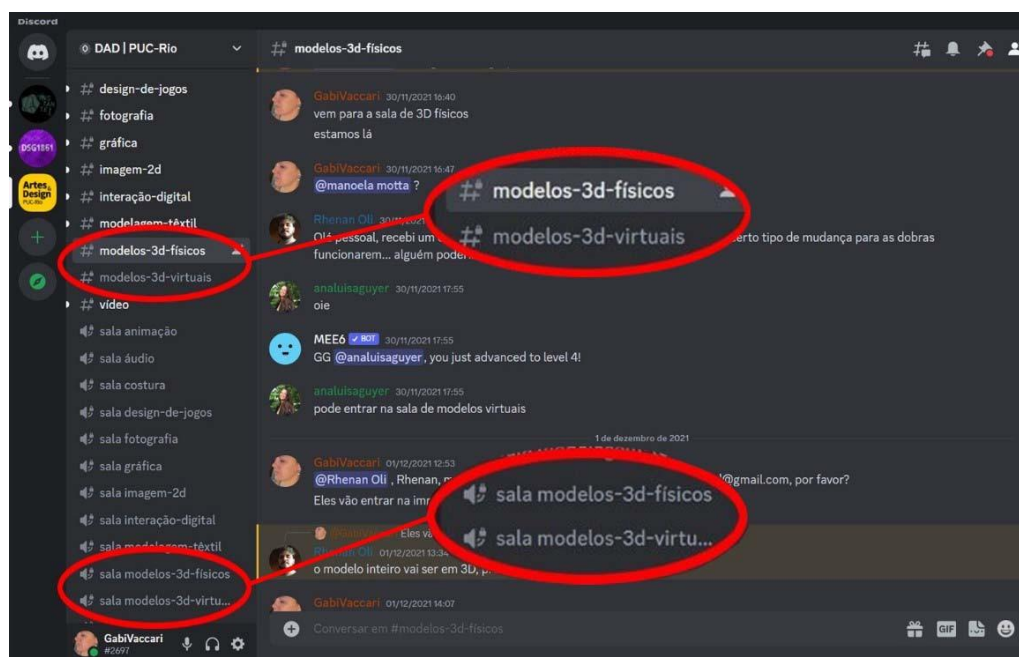 Discord
DAD | PUC-Rio
modelos-3d-físicos
DSG1861
Artes & Design
PUC-Rio
design-de-jogos
fotografia
gráfica
imagem-2d
interação-digital
modelagem-têxtil
modelos-3d-físicos
modelos-3d-virtuais
vídeo
sala animação
sala áudio
sala costura
sala design-de-jogos
sala fotografia
sala gráfica
sala imagem-2d
sala interação-digital
sala modelagem-têxtil
sala modelos-3d-físicos
sala modelos-3d-virtu...
GabiVaccari
#2697
GabiVaccari 30/11/2021 16:40
vem para a sala de 3D físicos
estamos lá
GabiVaccari 30/11/2021 16:47
@manoela motta ?
modelos-3d-físicos
modelos-3d-virtuais
Rhenan Oli 30/11/2021
Olá pessoal, recebi um certo tipo de mudança para as dobras
funcionarem... alguém
analuisaguyer 30/11/2021 17:55
oie
MEE6 ✓ BOT 30/11/2021 17:55
GG @analuisaguyer, you just advanced to level 4!
analuisaguyer 30/11/2021 17:55
pode entrar na sala de modelos virtuais
1 de dezembro de 2021
GabiVaccari 01/12/2021 12:53
@Rhenan Oli , Rhenan, @gmail.com, por favor?
Eles vão entrar na
sala modelos-3d-físicos
sala modelos-3d-virtu...
@GabiVaccari Eles
Rhenan Oli 01/12/2021 13:34
o modelo inteiro vai ser em 3D,
GabiVaccari 01/12/2021 14:07
Conversar em #modelos-3d-físicos
GIF